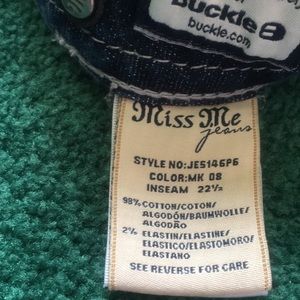 Buckle B
buckle.com
Miss Me
jeans
STYLE NO:JE5146P6
COLOR:MK 08
INSEAM 22½
98% COTTON/COTON/
ALGODÓN/BAUMWOLLE/
ALGODÃO
2% ELASTIN/ELASTINE/
ELASTICO/ELASTOMORO/
ELASTANO
SEE REVERSE FOR CARE